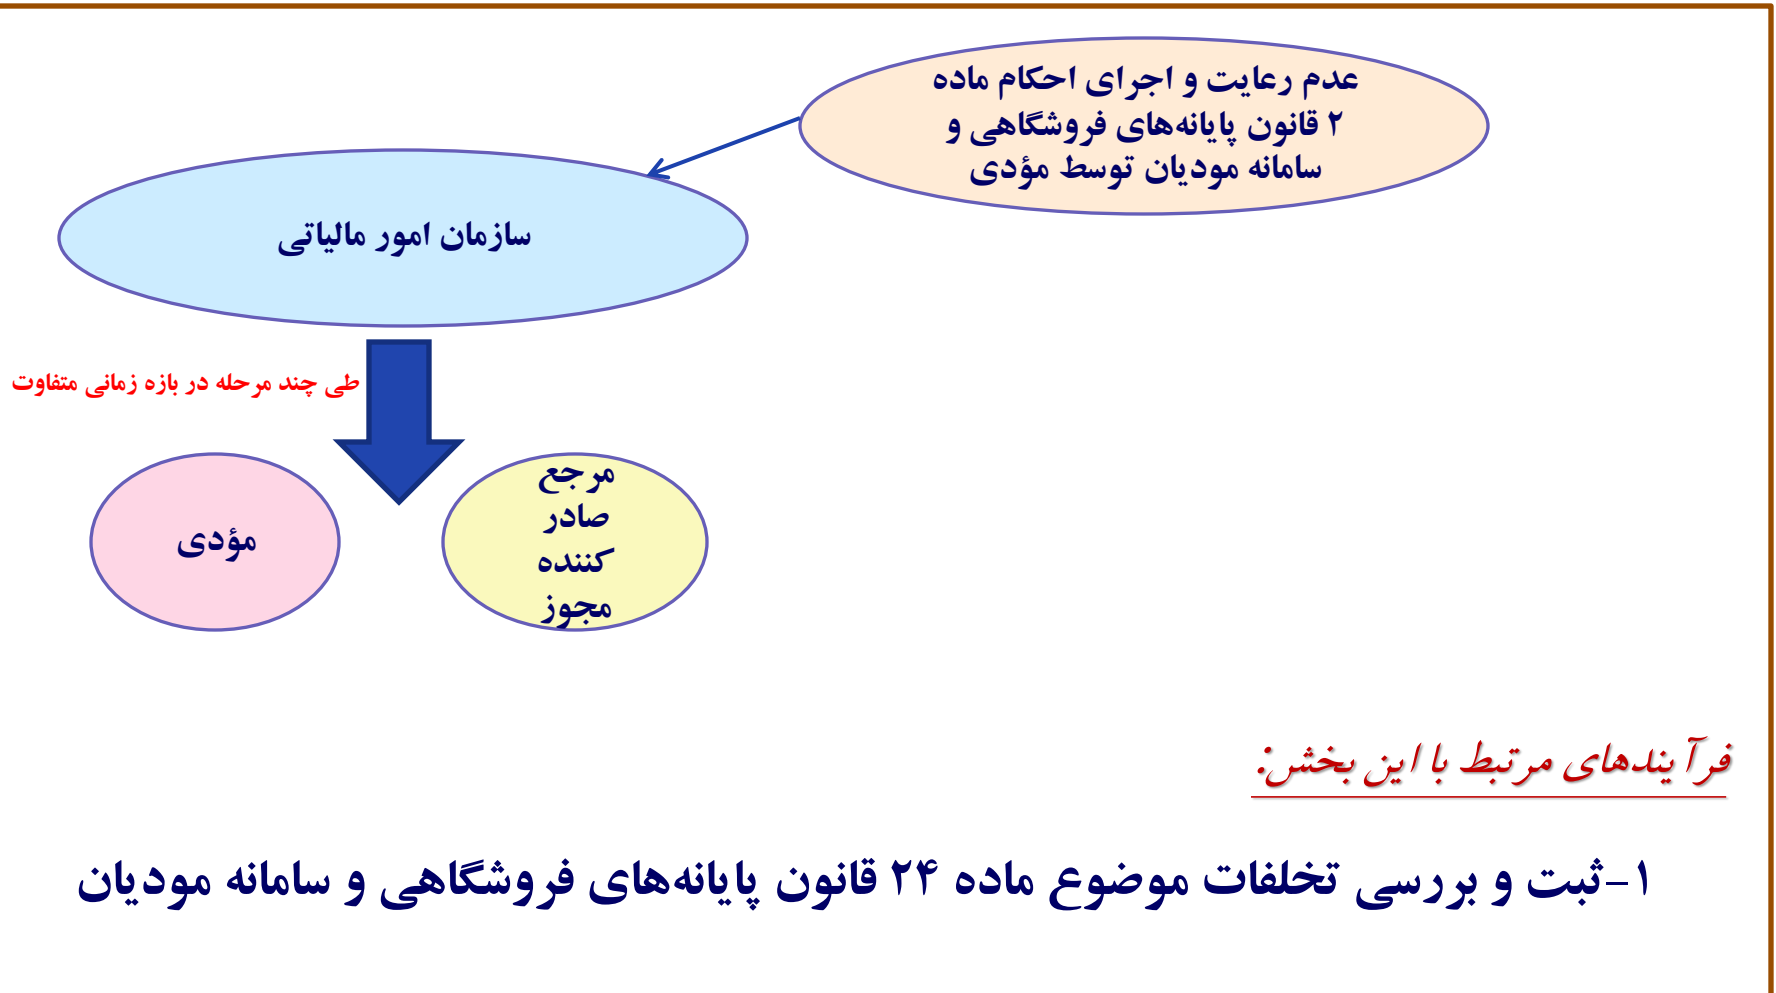 عدم رعایت و اجرای احکام ماده
۲ قانون پایانه‌های فروشگاهی و
سامانه مودیان توسط مؤدی
سازمان امور مالیاتی
طی چند مرحله در بازه زمانی متفاوت
مرجع
صادر
کننده
مجوز
مؤدی
فرآیندهای مرتبط با این بخش:
۱-ثبت و بررسی تخلفات موضوع ماده ۲۴ قانون پایانه‌های فروشگاهی و سامانه مودیان